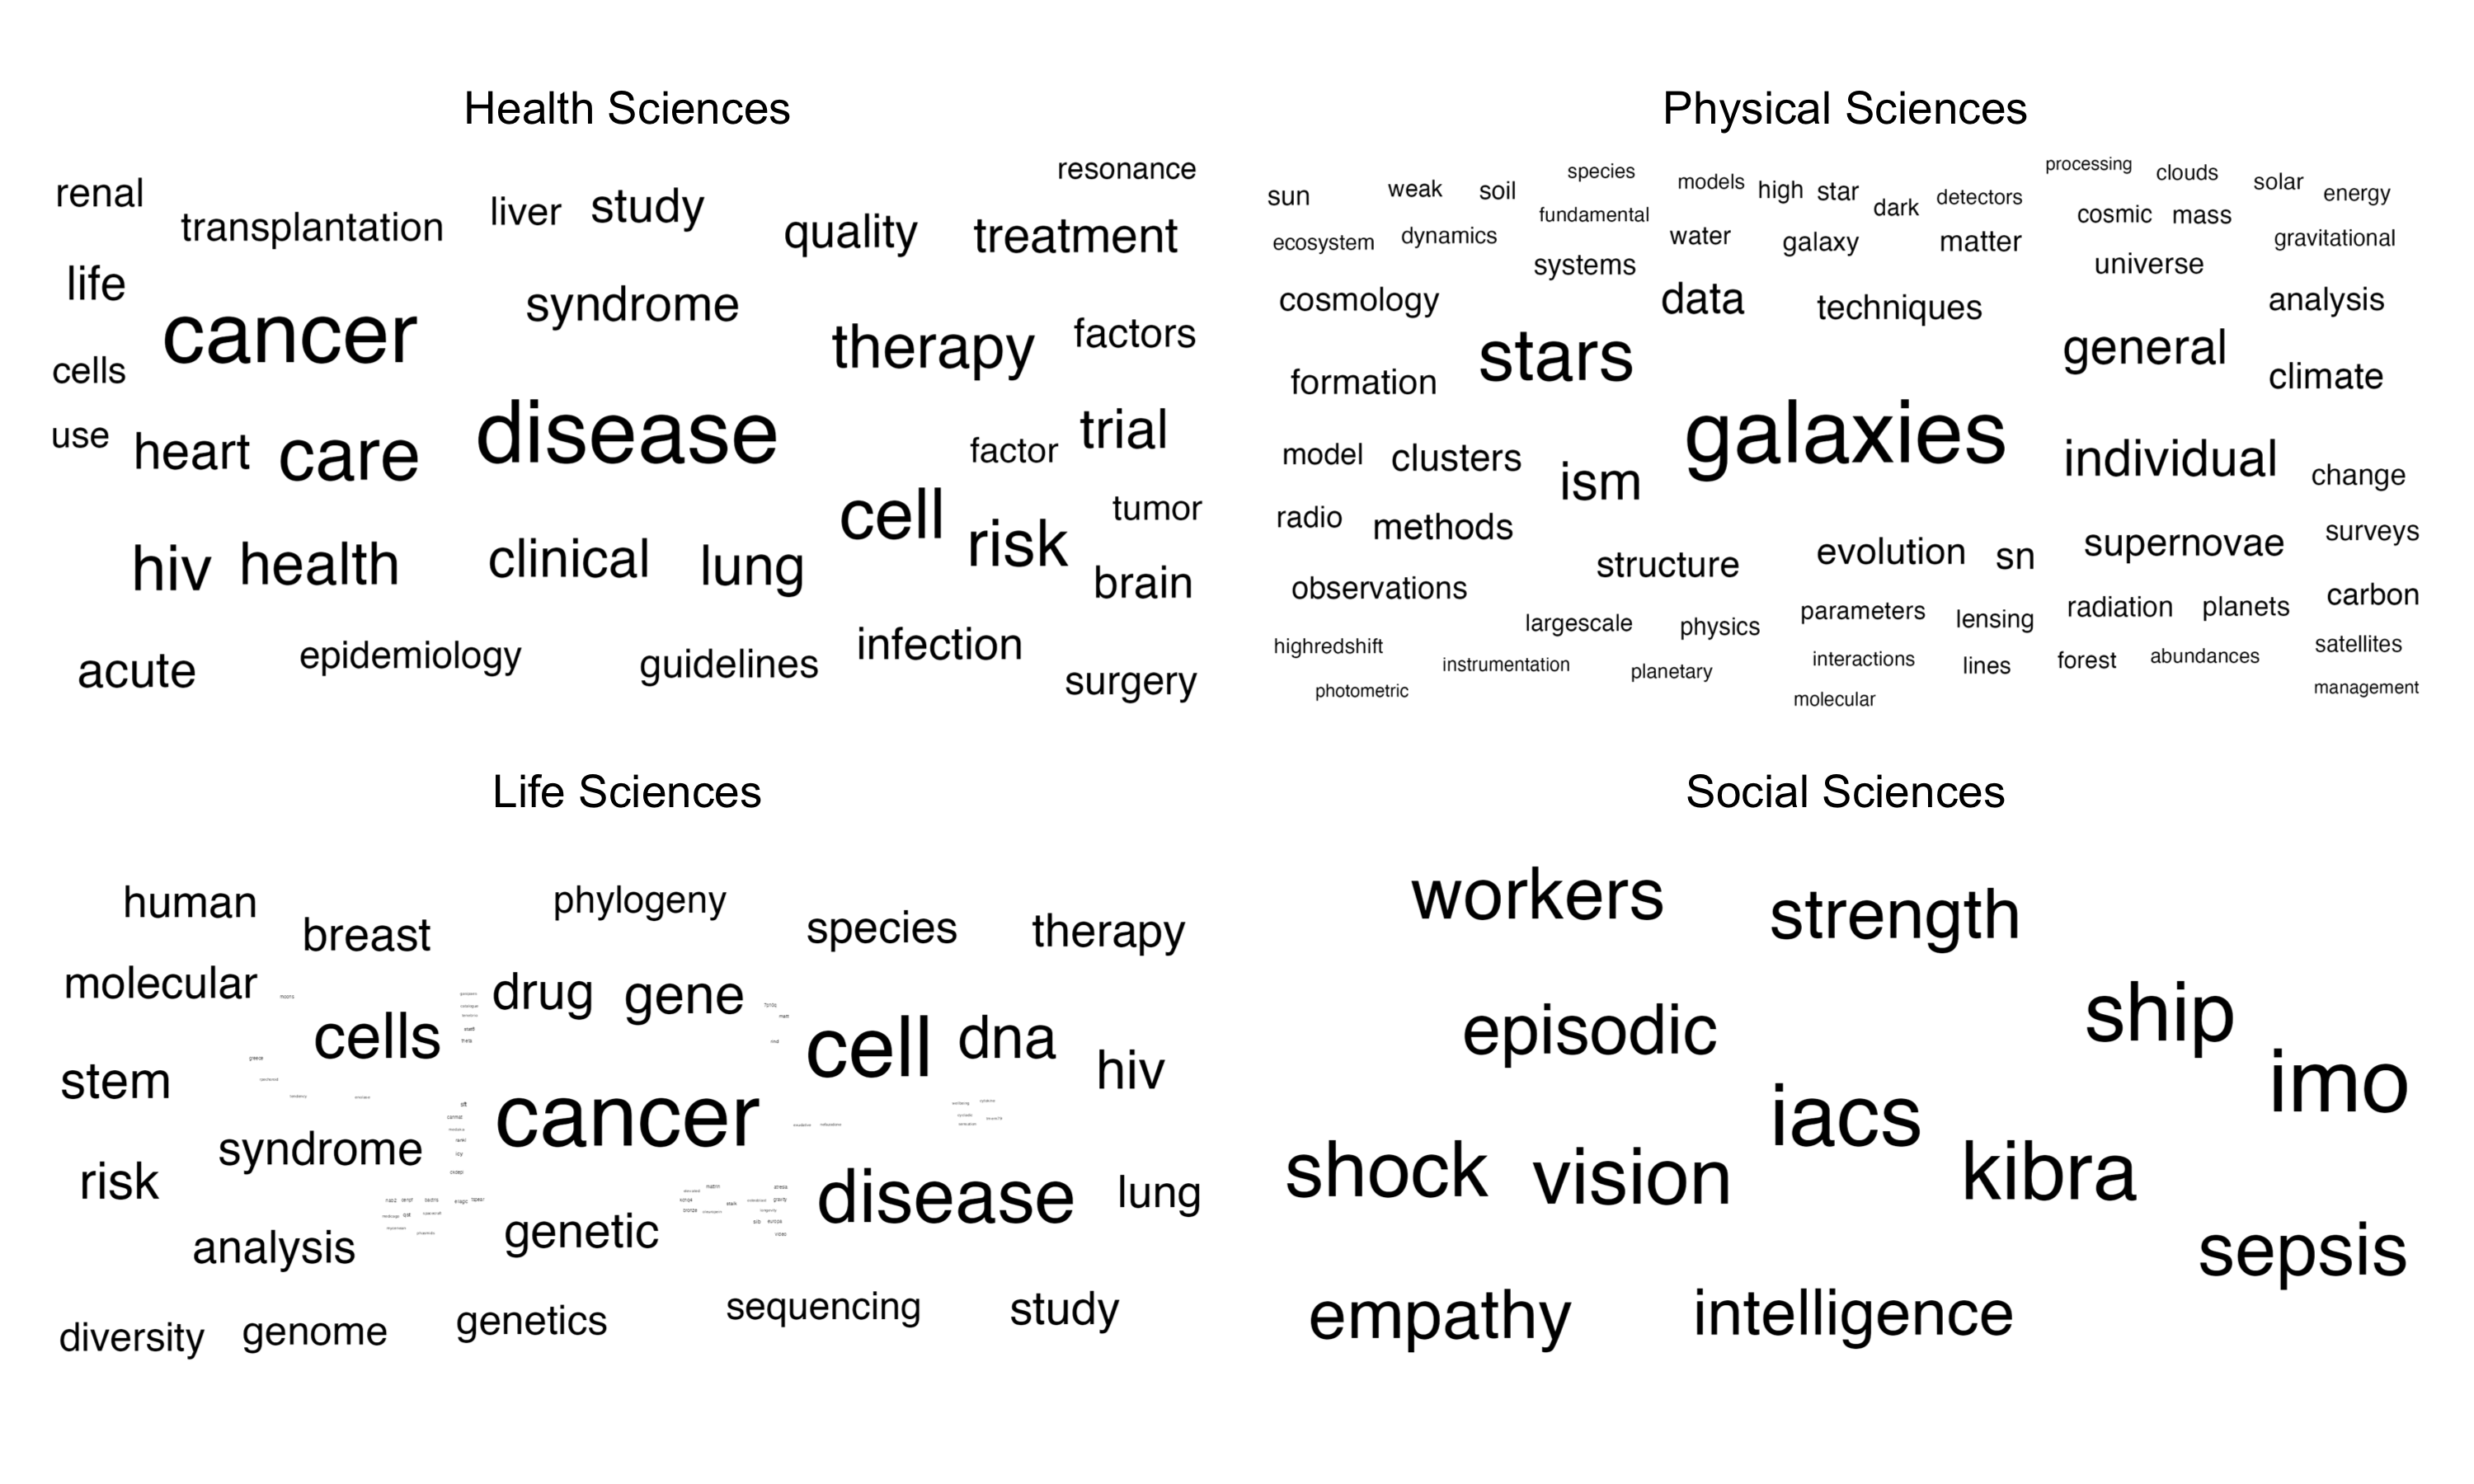 Health Sciences
resonance
renal
transplantation
liver
study
quality
treatment
life
syndrome
cancer
therapy
factors
cells
use
heart
care
disease
factor
trial
cell
risk
tumor
hiv
health
clinical
lung
brain
acute
epidemiology
guidelines
infection
surgery
Physical Sciences
species
processing
clouds
sun
weak
soil
models
high
star
dark
detectors
solar
energy
fundamental
cosmic
mass
ecosystem
dynamics
water
galaxy
matter
gravitational
systems
universe
cosmology
data
techniques
analysis
stars
general
formation
climate
galaxies
model
clusters
ism
individual
change
radio
methods
supernovae
surveys
structure
evolution
sn
observations
radiation
planets
carbon
largescale
physics
parameters
lensing
highredshift
instrumentation
planetary
interactions
lines
forest
abundances
satellites
photometric
molecular
management
Life Sciences
human
breast
phylogeny
species
therapy
molecular
drug
gene
cells
cell
dna
hiv
stem
cancer
syndrome
risk
disease
lung
genetic
analysis
diversity
genome
genetics
sequencing
study
Social Sciences
workers
strength
episodic
ship
imo
iacs
shock
vision
kibra
sepsis
empathy
intelligence